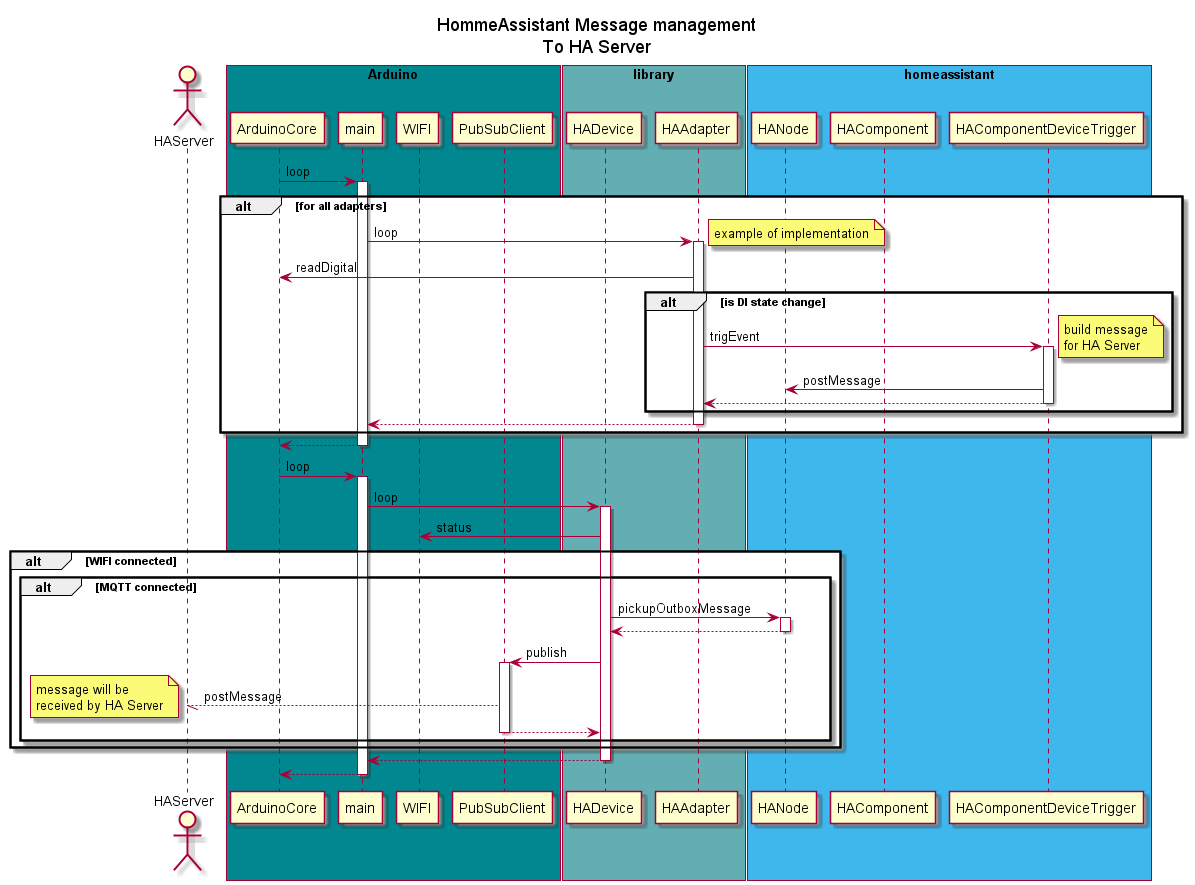 HommeAssistant Message management
To HA Server
Arduino
library
homeassistant
HAServer
ArduinoCore
main
WIFI
PubSubClient
HADevice
HAAdapter
HANode
HAComponent
HAComponentDeviceTrigger
loop
alt
[for all adapters]
loop
example of implementation
readDigital
alt
[is DI state change]
trigEvent
build message
for HA Server
postMessage
loop
loop
status
alt
[WIFI connected]
alt
[MQTT connected]
pickupOutboxMessage
publish
message will be
received by HA Server
postMessage
HAServer
ArduinoCore
main
WIFI
PubSubClient
HADevice
HAAdapter
HANode
HAComponent
HAComponentDeviceTrigger